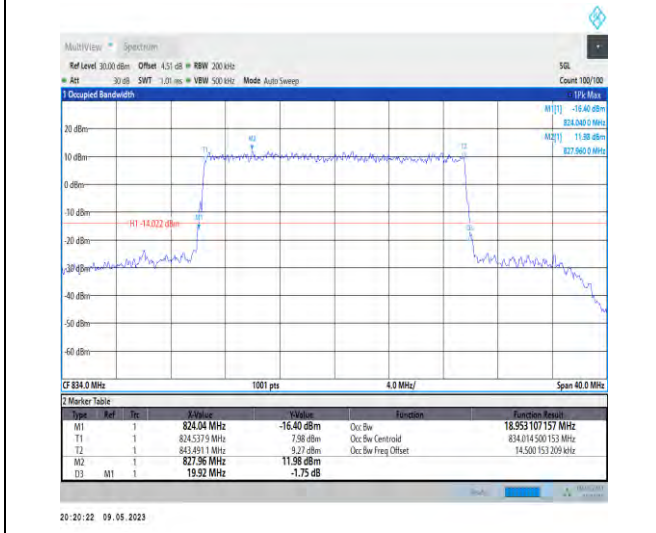 MultiView Spectrum
Ref Level 30.00 dBm Offset 4.51 dB RBW 200 kHz SGL
Att 30 dB SWT 1.01 ms VBW 500 kHz Mode Auto Sweep Count 100/100
1 Occupied Bandwidth 1Pk Max
M1[1] -16.40 dBm
824.040 0 MHz
M2[1] 11.98 dBm
827.960 0 MHz
20 dBm
M2
T1 T2
10 dBm
0 dBm
-10 dBm
M1
H1 -14.022 dBm
D3
-20 dBm
-30 dBm
-40 dBm
-50 dBm
-60 dBm
CF 834.0 MHz 1001 pts 4.0 MHz/ Span 40.0 MHz
2 Marker Table
Type Ref Trc X-Value Y-Value Function Function Result
M1 1 824.04 MHz -16.40 dBm Occ Bw 18.953 107 157 MHz
T1 1 824.537 9 MHz 7.98 dBm Occ Bw Centroid 834.014 500 153 MHz
T2 1 843.491 1 MHz 9.27 dBm Occ Bw Freq Offset 14.500 153 209 kHz
M2 1 827.96 MHz 11.98 dBm
D3 M1 1 19.92 MHz -1.75 dB
20:20:22 09.05.2023